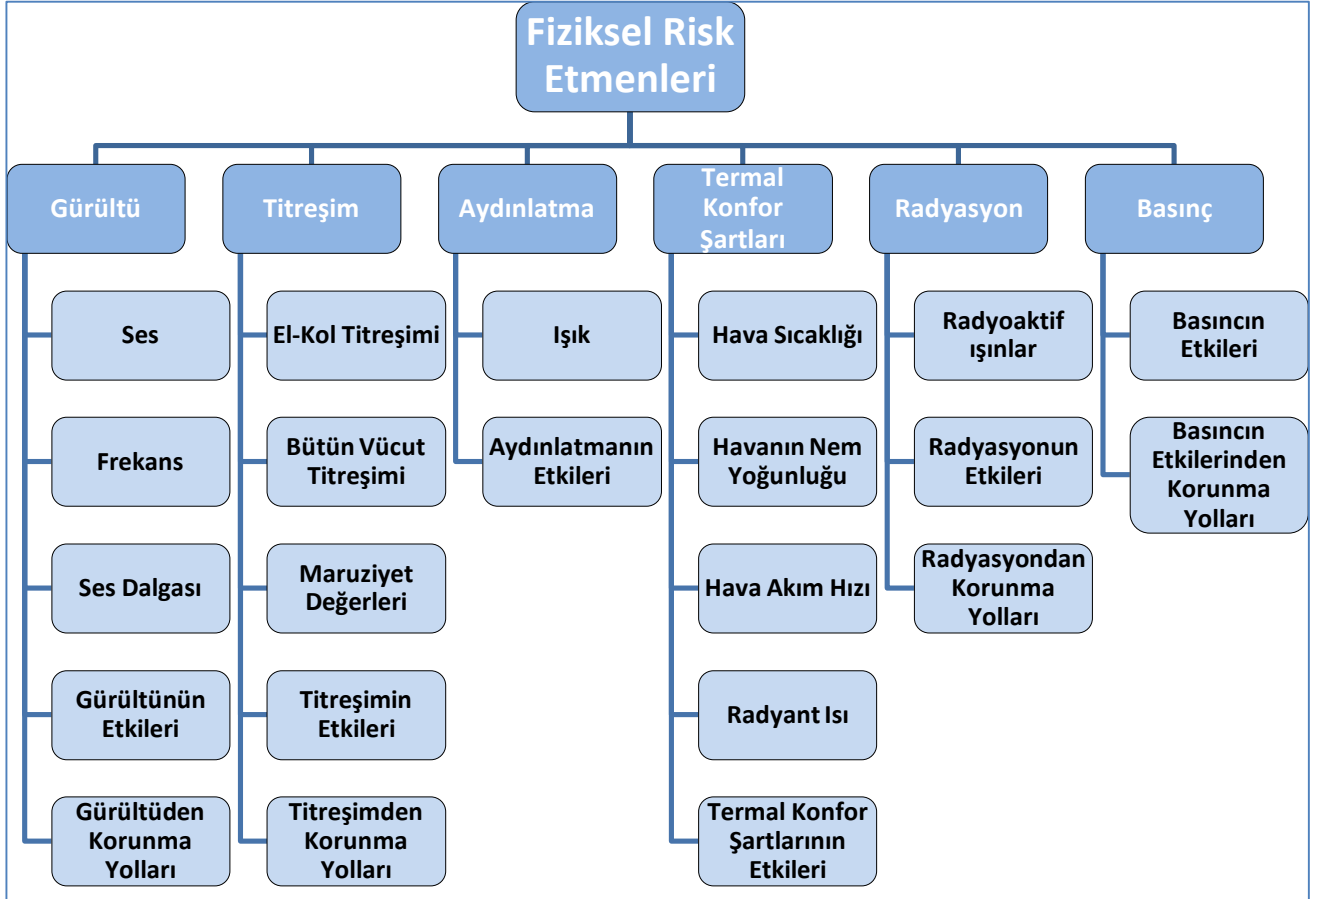 Fiziksel Risk
Etmenleri
Gürültü
Titreşim
Aydınlatma
Termal
Konfor
Şartları
Radyasyon
Basınç
Ses
Frekans
Ses Dalgası
Gürültünün
Etkileri
Gürültüden
Korunma
Yolları
El-Kol Titreşimi
Bütün Vücut
Titreşimi
Maruziyet
Değerleri
Titreşimin
Etkileri
Titreşimden
Korunma
Yolları
Işık
Aydınlatmanın
Etkileri
Hava Sıcaklığı
Havanın Nem
Yoğunluğu
Hava Akım Hızı
Radyant Isı
Termal Konfor
Şartlarının
Etkileri
Radyoaktif
ışınlar
Radyasyonun
Etkileri
Radyasyondan
Korunma
Yolları
Basıncın
Etkileri
Basıncın
Etkilerinden
Korunma
Yolları